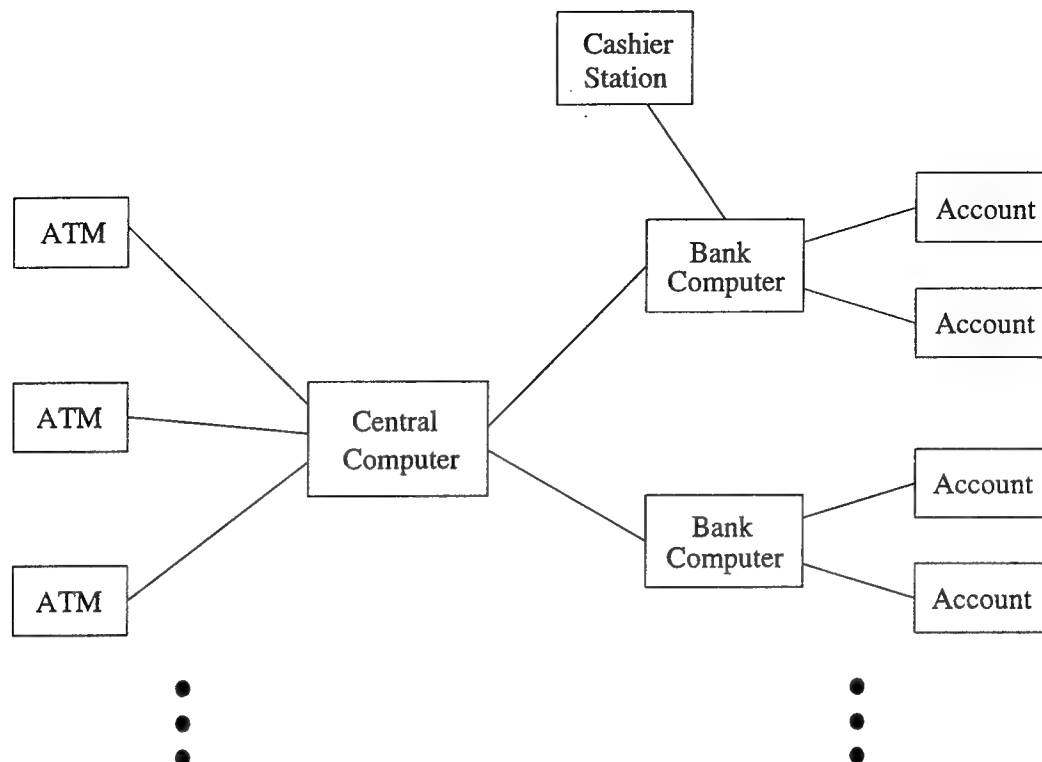 Cashier
Station
ATM
Bank
Computer
Account
Account
ATM
Central
Computer
Account
Bank
Computer
ATM
Account